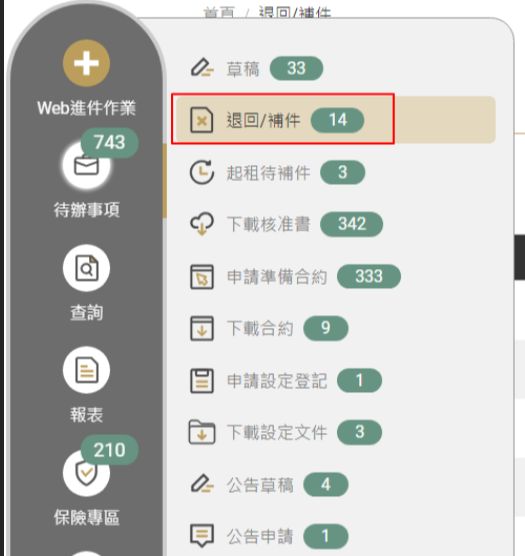 首頁 / 退回/補件
Web進件作業
743
待辦事項
查詢
報表
210
保險專區
草稿 33
退回/補件 14
起租待補件 3
下載核准書 342
申請準備合約 333
下載合約 9
申請設定登記 1
下載設定文件 3
公告草稿 4
公告申請 1